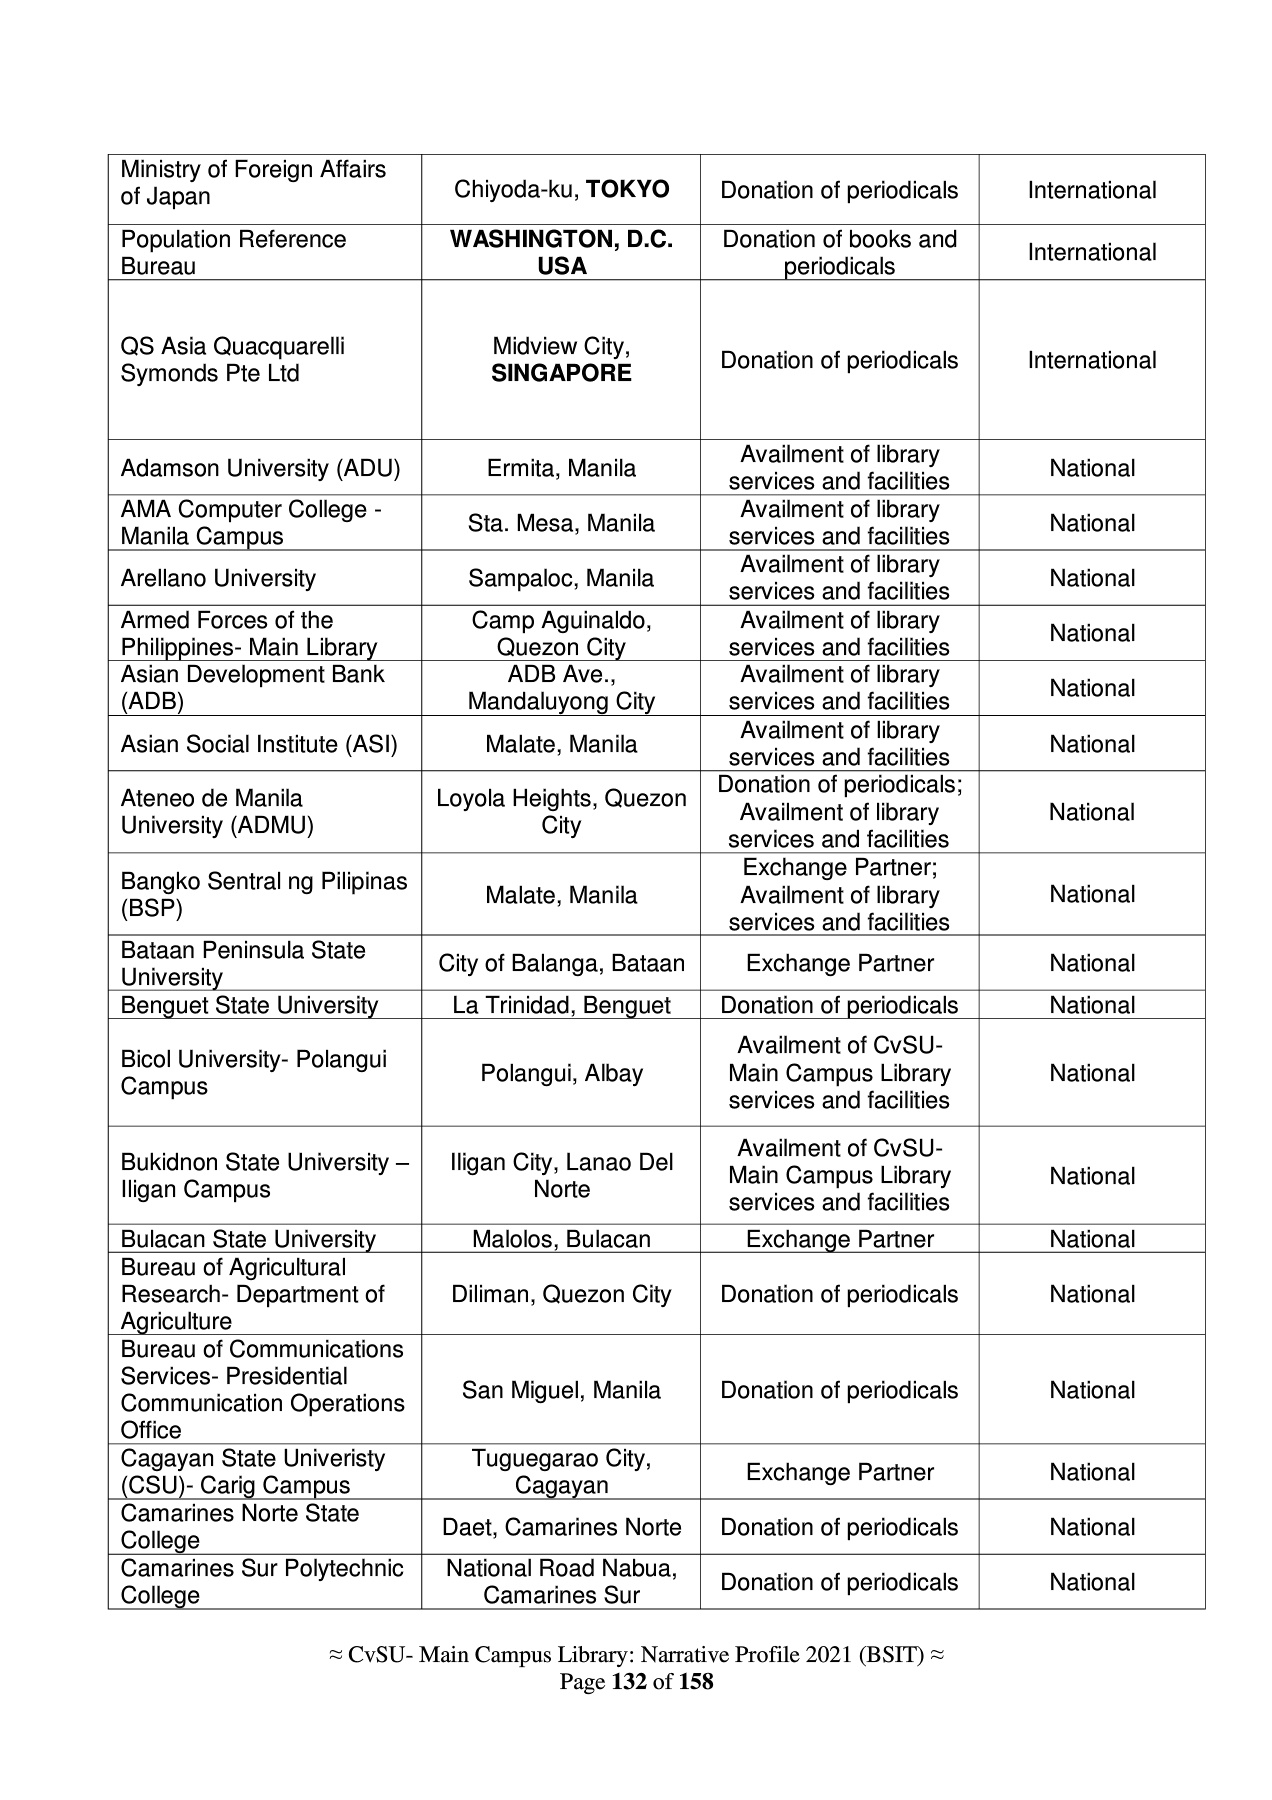 Ministry of Foreign Affairs
of Japan
Chiyoda-ku, TOKYO
Donation of periodicals
International
Population Reference
Bureau
WASHINGTON, D.C.
USA
Donation of books and
periodicals
International
QS Asia Quacquarelli
Symonds Pte Ltd
Midview City,
SINGAPORE
Donation of periodicals
International
Adamson University (ADU)
Ermita, Manila
Availment of library
services and facilities
National
AMA Computer College -
Manila Campus
Sta. Mesa, Manila
Availment of library
services and facilities
National
Arellano University
Sampaloc, Manila
Availment of library
services and facilities
National
Armed Forces of the
Philippines- Main Library
Camp Aguinaldo,
Quezon City
Availment of library
services and facilities
National
Asian Development Bank
(ADB)
ADB Ave.,
Mandaluyong City
Availment of library
services and facilities
National
Asian Social Institute (ASI)
Malate, Manila
Availment of library
services and facilities
National
Ateneo de Manila
University (ADMU)
Loyola Heights, Quezon
City
Donation of periodicals;
Availment of library
services and facilities
National
Bangko Sentral ng Pilipinas
(BSP)
Malate, Manila
Exchange Partner;
Availment of library
services and facilities
National
Bataan Peninsula State
University
City of Balanga, Bataan
Exchange Partner
National
Benguet State University
La Trinidad, Benguet
Donation of periodicals
National
Bicol University- Polangui
Campus
Polangui, Albay
Availment of CvSU-
Main Campus Library
services and facilities
National
Bukidnon State University –
Iligan Campus
Iligan City, Lanao Del
Norte
Availment of CvSU-
Main Campus Library
services and facilities
National
Bulacan State University
Malolos, Bulacan
Exchange Partner
National
Bureau of Agricultural
Research- Department of
Agriculture
Diliman, Quezon City
Donation of periodicals
National
Bureau of Communications
Services- Presidential
Communication Operations
Office
San Miguel, Manila
Donation of periodicals
National
Cagayan State Univeristy
(CSU)- Carig Campus
Tuguegarao City,
Cagayan
Exchange Partner
National
Camarines Norte State
College
Daet, Camarines Norte
Donation of periodicals
National
Camarines Sur Polytechnic
College
National Road Nabua,
Camarines Sur
Donation of periodicals
National
≈ CvSU- Main Campus Library: Narrative Profile 2021 (BSIT) ≈
Page 132 of 158